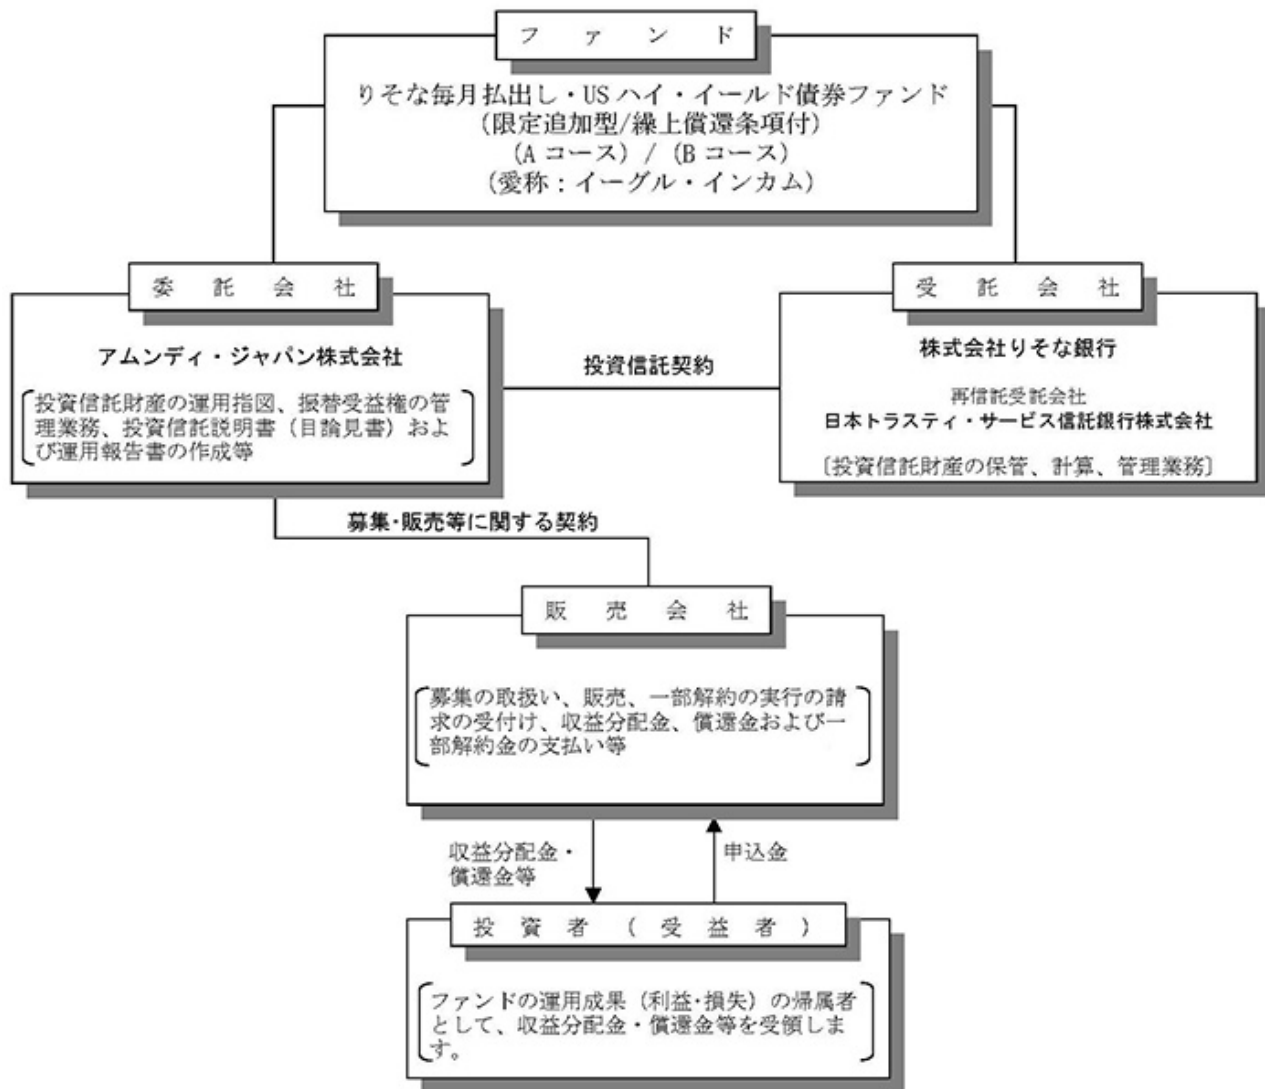 ファンド
りそな毎月払出し・US ハイ・イールド債券ファンド
（限定追加型/繰上償還条項付）
（A コース）/（B コース）
（愛称：イーグル・インカム）
委託会社
アムンディ・ジャパン株式会社
投資信託財産の運用指図、振替受益権の管
理業務、投資信託説明書（目論見書）およ
び運用報告書の作成等
投資信託契約
受託会社
株式会社りそな銀行
再信託受託会社
日本トラスティ・サービス信託銀行株式会社
〔投資信託財産の保管、計算、管理業務〕
募集・販売等に関する契約
販売会社
募集の取扱い、販売、一部解約の実行の請
求の受付け、収益分配金、償還金および一
部解約金の支払い等
収益分配金・
償還金等
申込金
投資者（受益者）
ファンドの運用成果（利益・損失）の帰属者
として、収益分配金・償還金等を受領しま
す。